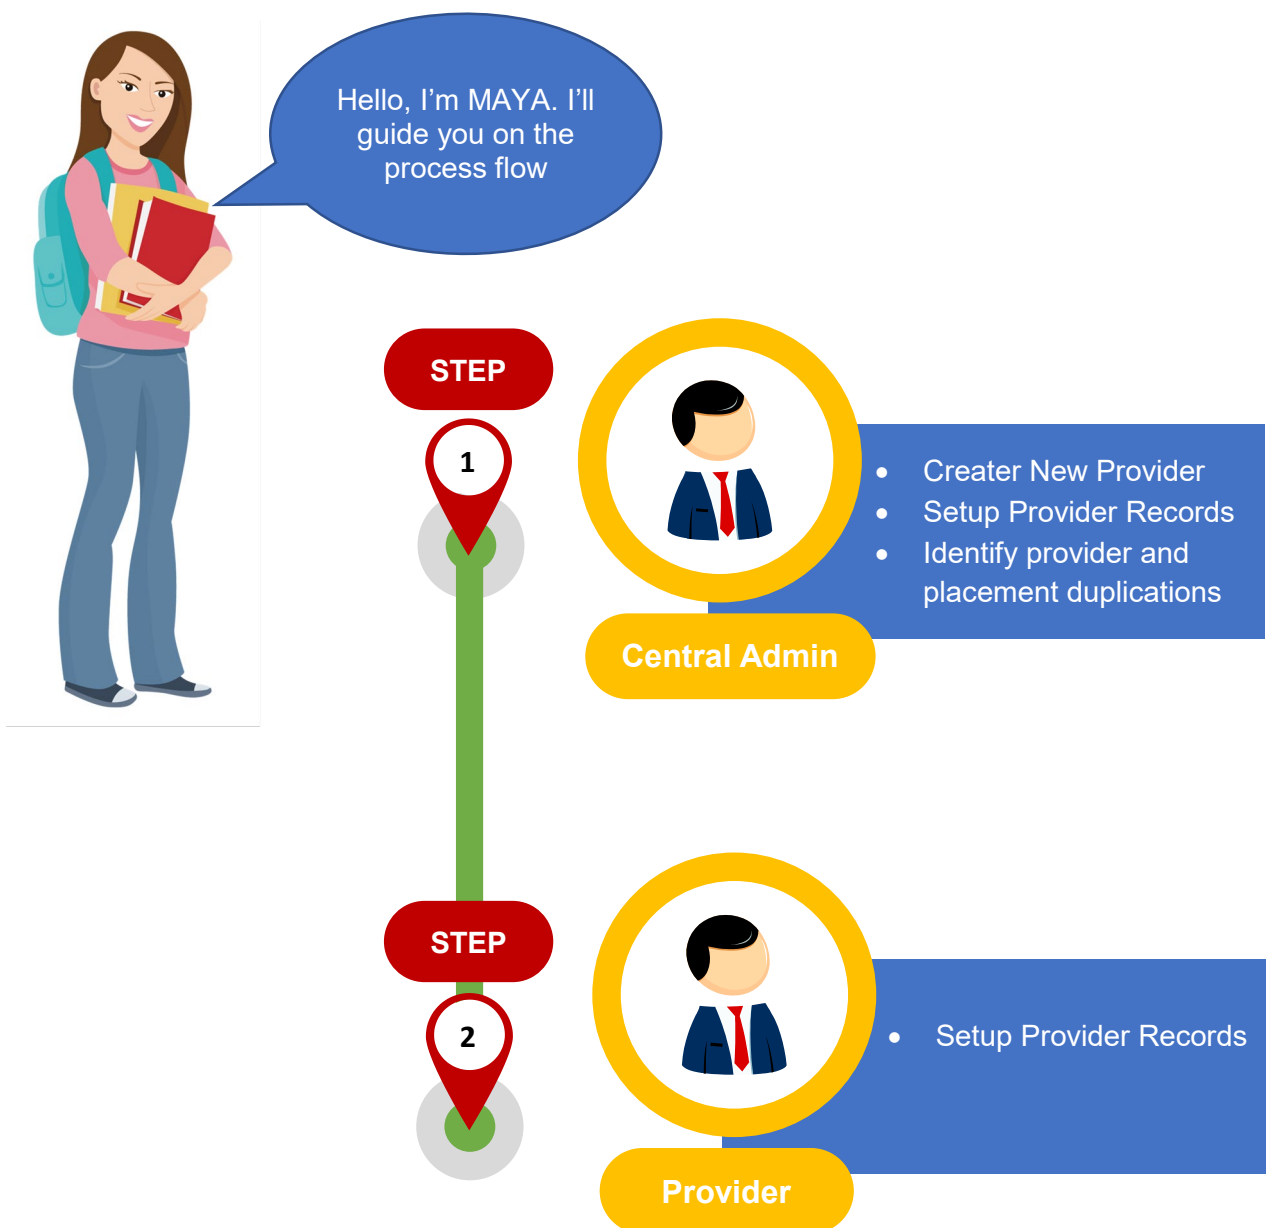 Hello, I'm MAYA. I'll
guide you on the
process flow
STEP
1
• Creater New Provider
• Setup Provider Records
• Identify provider and
placement duplications
Central Admin
STEP
2
• Setup Provider Records
Provider